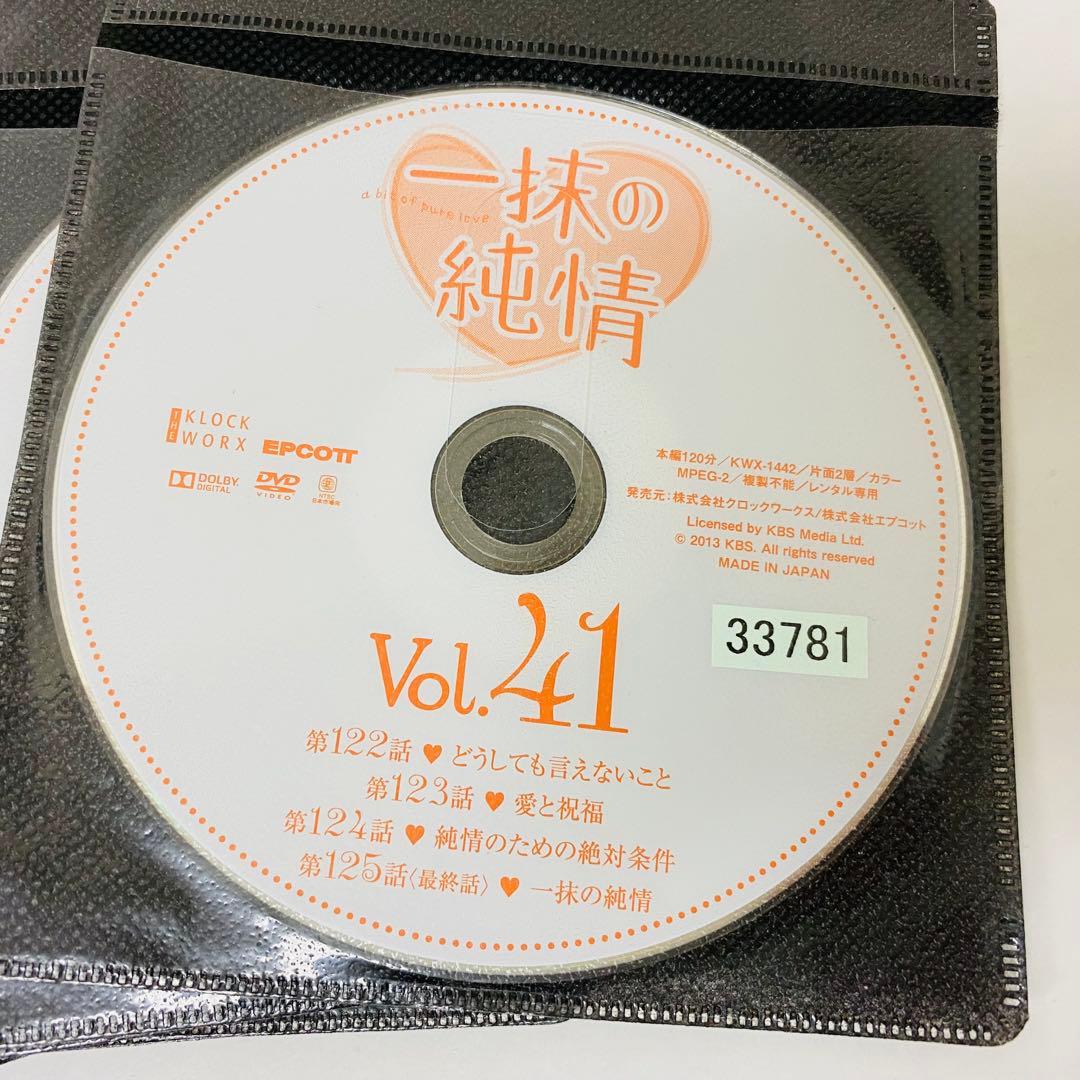 一抹の
a bit of pure love
純情
THE KLOCK WORX
EPCOTT
DOLBY DIGITAL
DVD VIDEO
NTSC
日本市場向
本編120分／KWX-1442／片面2層／カラー
MPEG-2／複製不能／レンタル専用
発売元：株式会社クロックワークス/株式会社エプコット
Licensed by KBS Media Ltd.
© 2013 KBS. All rights reserved
MADE IN JAPAN
33781
Vol.41
第122話 ♥ どうしても言えないこと
第123話 ♥ 愛と祝福
第124話 ♥ 純情のための絶対条件
第125話〈最終話〉 ♥ 一抹の純情